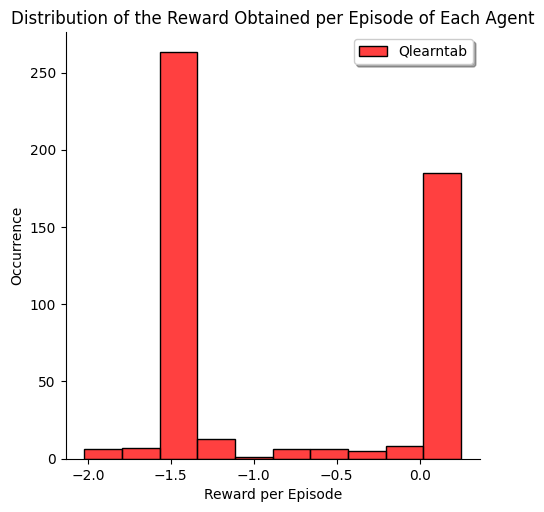 Distribution of the Reward Obtained per Episode of Each Agent
Qlearntab
250
200
150
100
50
0
Occurrence
−2.0 −1.5 −1.0 −0.5 0.0
Reward per Episode